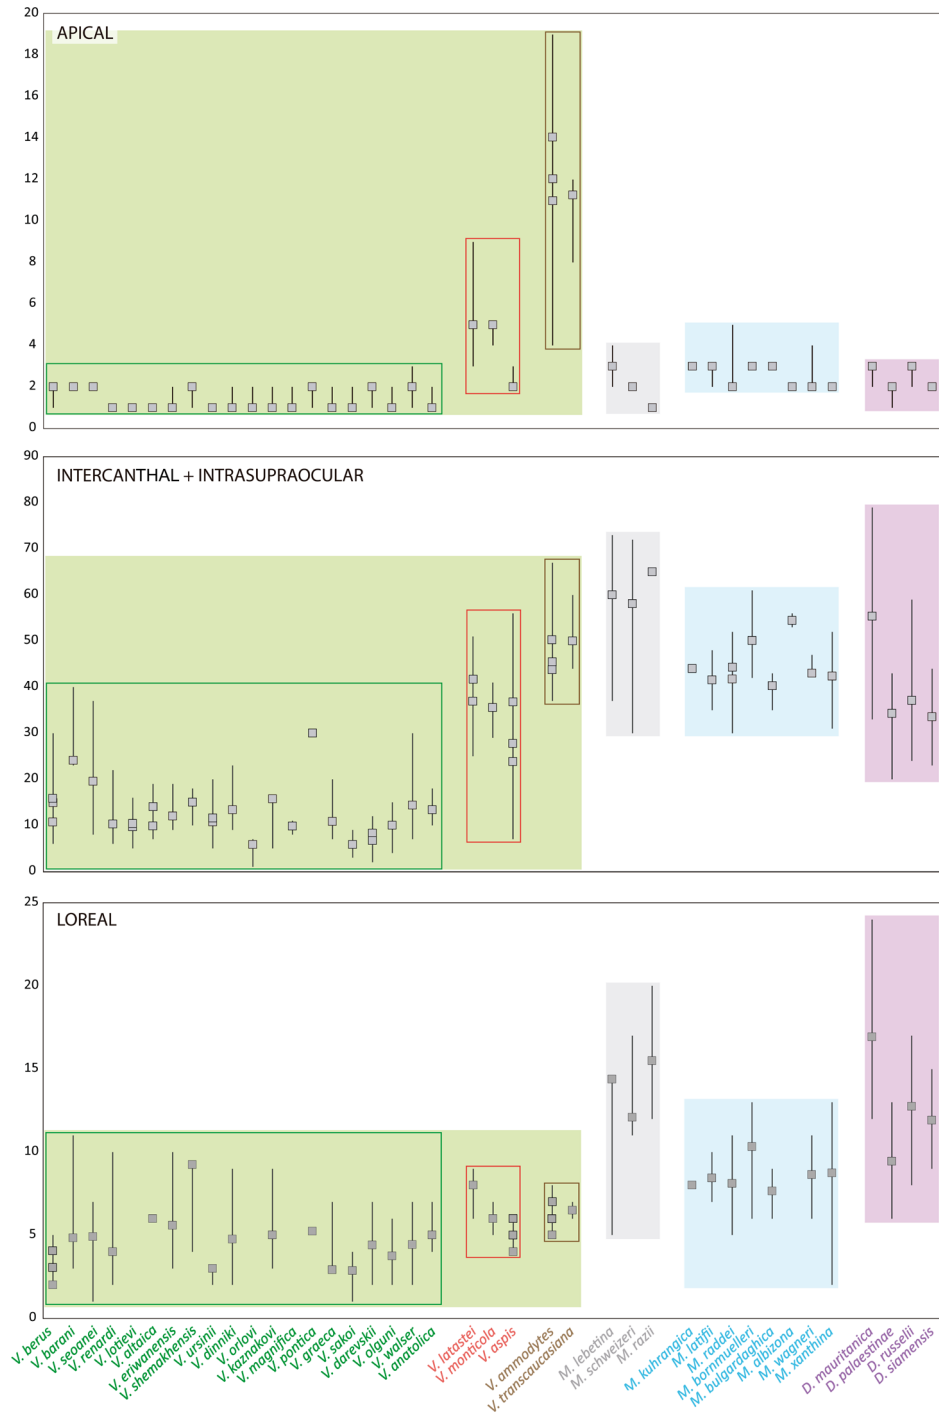 20
APICAL
18
16
14
12
10
8
6
4
2
0
90
INTERCANTHAL + INTRASUPRAOCULAR
80
70
60
50
40
30
20
10
0
25
LOREAL
20
15
10
5
0
V. berus
V. barani
V. seoanei
V. renardi
V. lotievi
V. altaica
V. eriwanensis
V. shemakhensis
V. ursinii
V. dinniki
V. orlovi
V. kaznakovi
V. magnifica
V. pontica
V. graeca
V. sakoi
V. darevskii
V. olguni
V. walser
V. anatolica
V. latastei
V. monticola
V. aspis
V. ammodytes
V. transcaucasiana
M. lebetina
M. schweizeri
M. razii
M. kuhrangica
M. latifii
M. raddei
M. bornmuelleri
M. bulgardaghica
M. albizona
M. wagneri
M. xanthina
D. mauritanica
D. palaestinae
D. russelii
D. siamensis